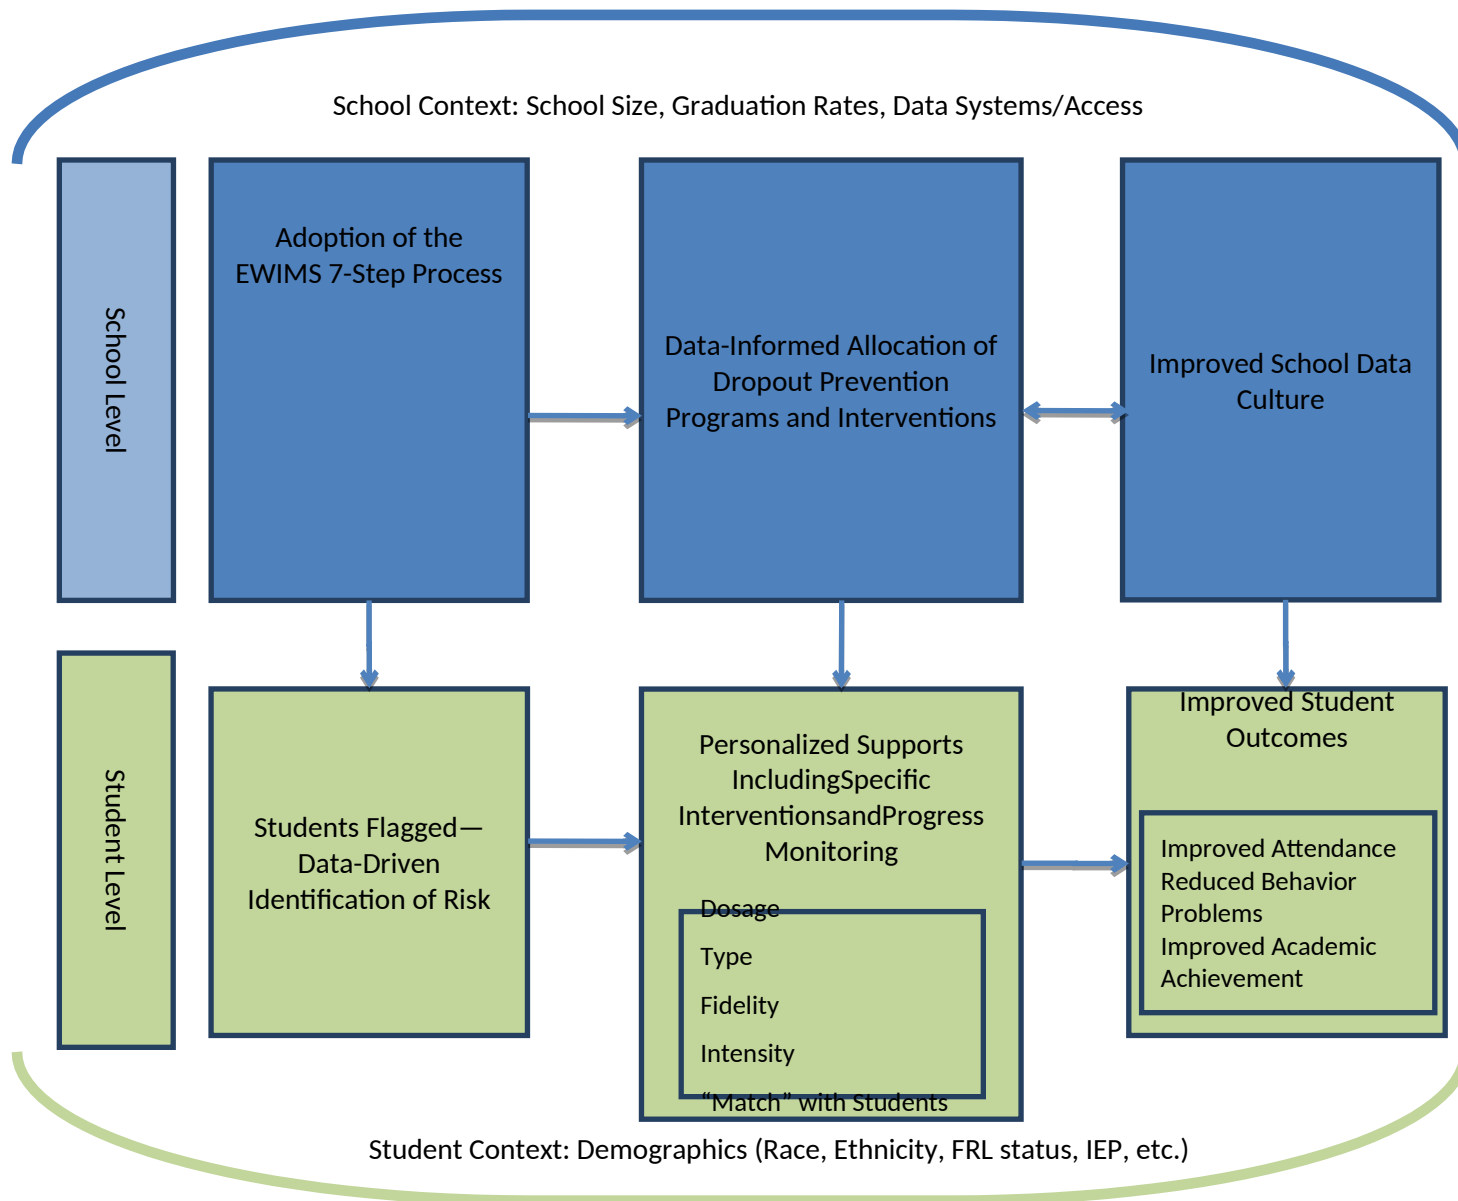 School Context: School Size, Graduation Rates, Data Systems/Access
School Level
Adoption of the
EWIMS 7-Step Process
Data-Informed Allocation of
Dropout Prevention
Programs and Interventions
Improved School Data
Culture
Student Level
Students Flagged—
Data-Driven
Identification of Risk
Personalized Supports
IncludingSpecific
InterventionsandProgress
Monitoring
Dosage
Type
Fidelity
Intensity
“Match” with Students
Improved Student
Outcomes
Improved Attendance
Reduced Behavior
Problems
Improved Academic
Achievement
Student Context: Demographics (Race, Ethnicity, FRL status, IEP, etc.)